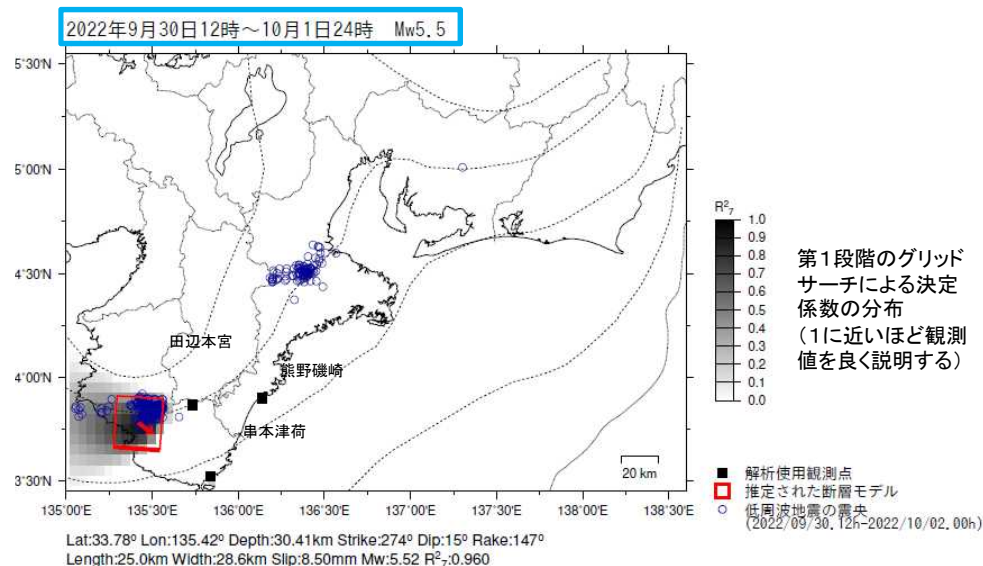 2022年9月30日12時～10月1日24時 Mw5.5
5°30'N
5°00'N
4°30'N
4°00'N
3°30'N
135°00'E
135°30'E
136°00'E
136°30'E
137°00'E
137°30'E
138°00'E
138°30'E
田辺本宮
熊野磯崎
串本津荷
20 km
R²₇
1.0
0.9
0.8
0.7
0.6
0.5
0.4
0.3
0.2
0.1
0.0
第1段階のグリッド
サーチによる決定
係数の分布
(1に近いほど観測
値を良く説明する)
解析使用観測点
推定された断層モデル
低周波地震の震央
(2022/09/30.12h-2022/10/02.00h)
Lat:33.78º Lon:135.42º Depth:30.41km Strike:274º Dip:15º Rake:147º
Length:25.0km Width:28.6km Slip:8.50mm Mw:5.52 R²₇:0.960